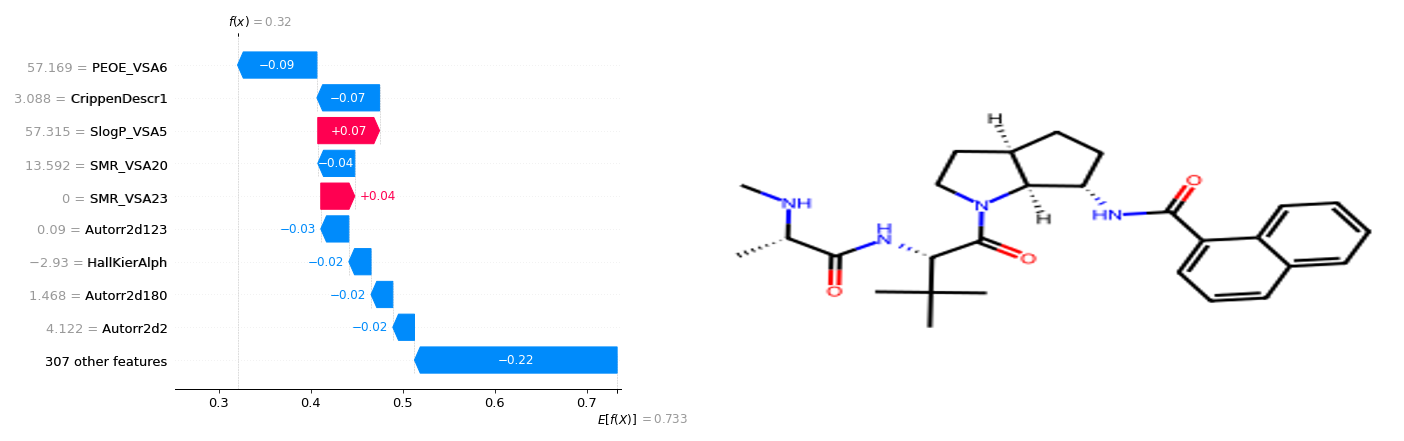 f(x) = 0.32
57.169 = PEOE_VSA6
−0.09
3.088 = CrippenDescr1
−0.07
57.315 = SlogP_VSA5
+0.07
13.592 = SMR_VSA20
−0.04
0 = SMR_VSA23
+0.04
0.09 = Autorr2d123
−0.03
−2.93 = HallKierAlph
−0.02
1.468 = Autorr2d180
−0.02
4.122 = Autorr2d2
−0.02
307 other features
−0.22
0.3 0.4 0.5 0.6 0.7
E[f(X)] = 0.733
H
NH
H
N
O
N
O
H
HN
O